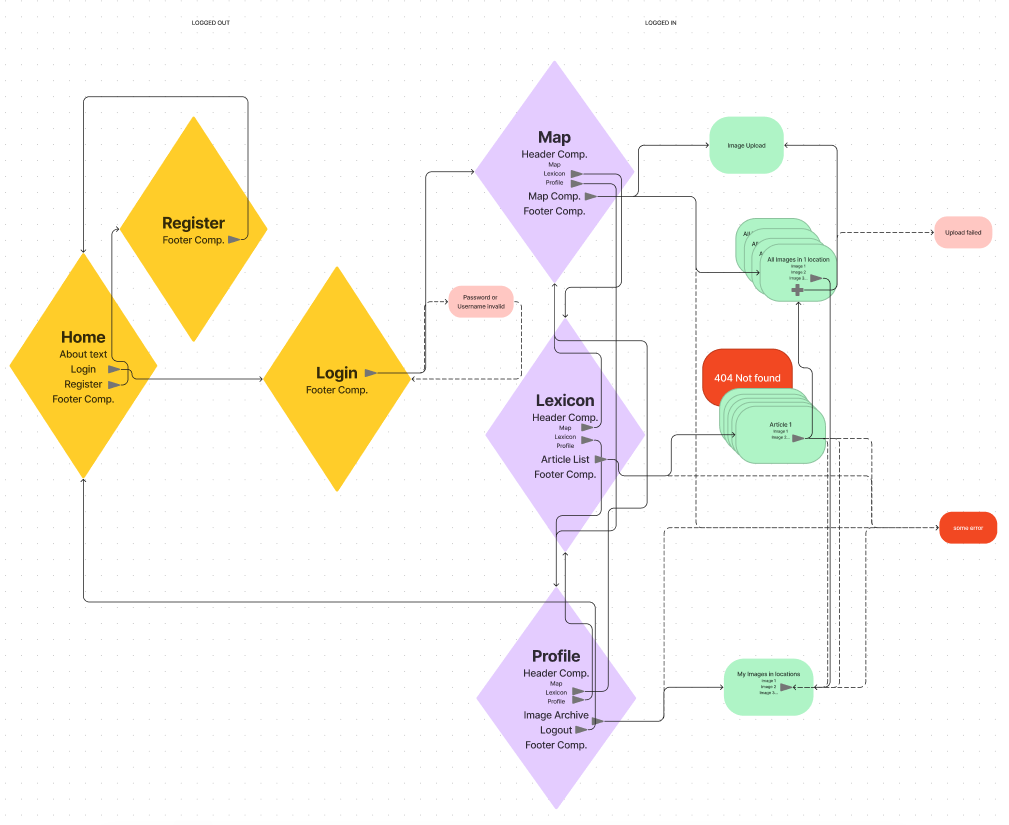 LOGGED OUT
LOGGED IN
Map
Header Comp.
Map
Lexicon
Profile
Map Comp.
Footer Comp.
Image Upload
Register
Footer Comp.
Upload failed
All
A
All Images in 1 location
Image 1
Image 2
Image 3...
Password or
Username invalid
Home
About text
Login
Register
Footer Comp.
Login
Footer Comp.
404 Not found
Lexicon
Header Comp.
Map
Lexicon
Profile
Article List
Footer Comp.
Article 1
Image 1
Image 2...
some error
Profile
Header Comp.
Map
Lexicon
Profile
Image Archive
Logout
Footer Comp.
My Images in locations
Image 1
Image 2
Image 3...